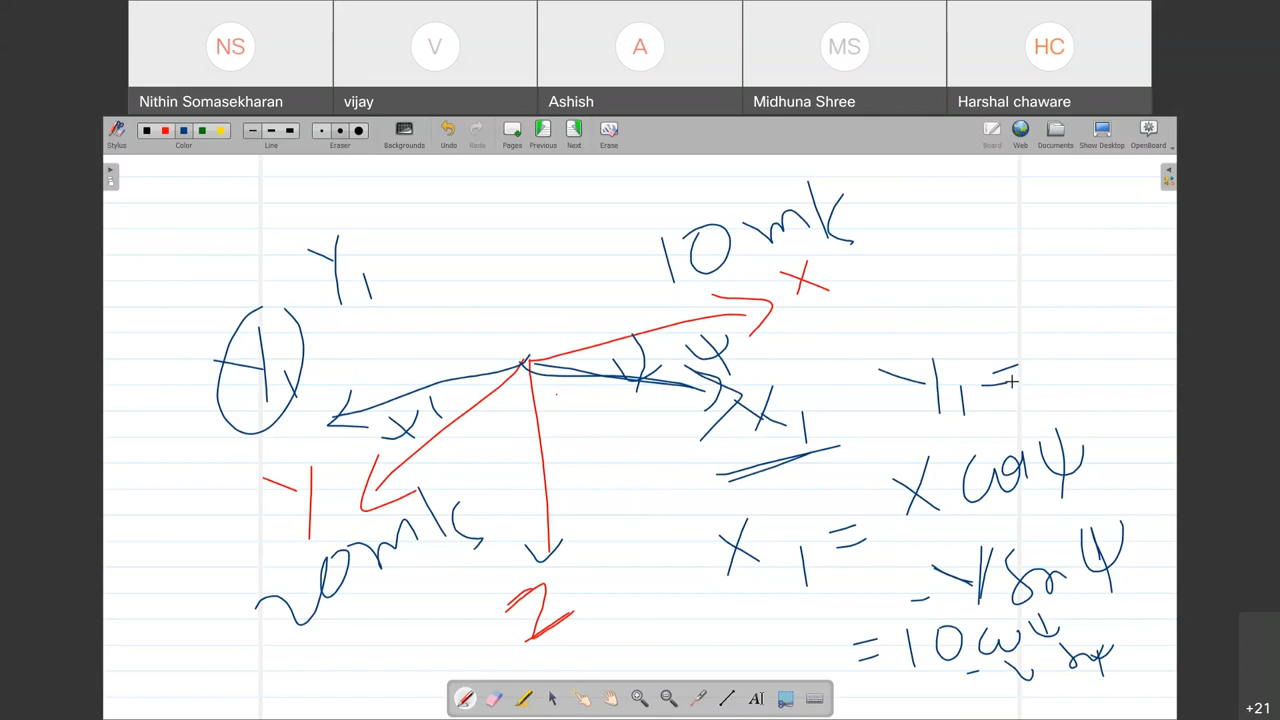 NS
V
A
MS
HC
Nithin Somasekharan
vijay
Ashish
Midhuna Shree
Harshal chaware
Stylus
Color
Line
Eraser
Backgrounds
Undo
Redo
Pages
Previous
Next
Erase
Board
Web
Documents
Show Desktop
OpenBoard
10 mk
Y1
X
ψ
Y1 =
X1
Y
X cos ψ
20 mk
X1 =
- Y sin ψ
Z
= 10 cos ψ
+21